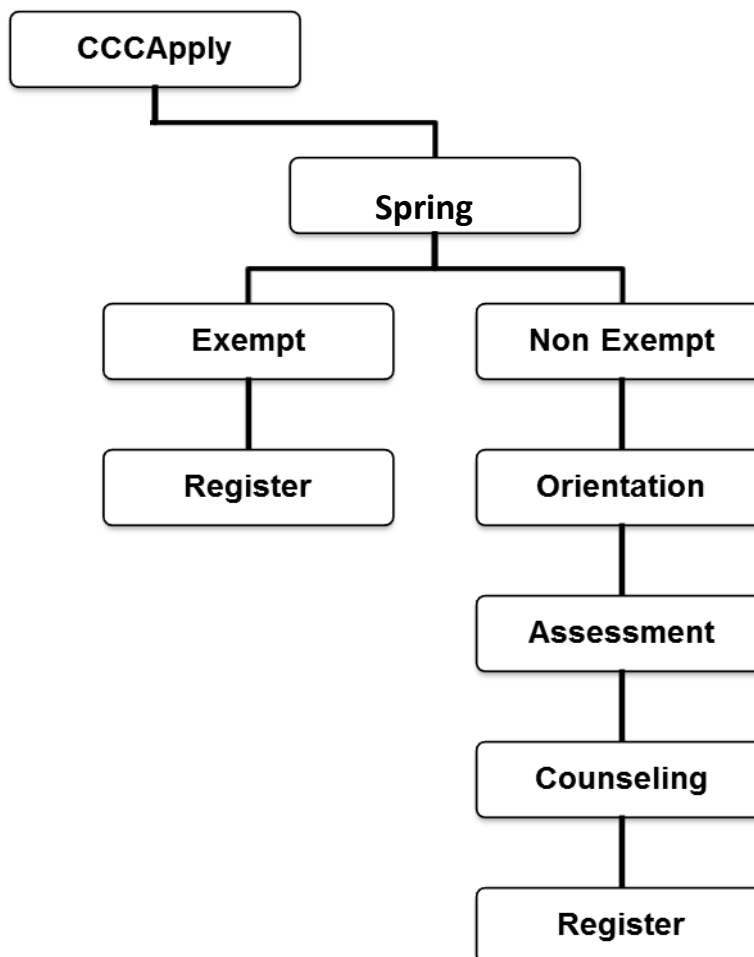 CCCApply
Spring
Exempt
Non Exempt
Register
Orientation
Assessment
Counseling
Register